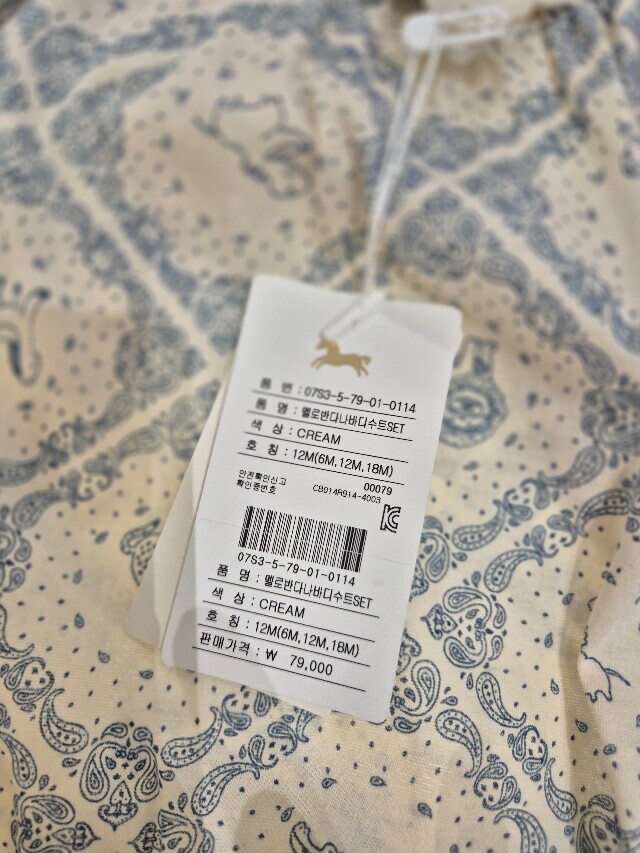 품 번 : 07S3-5-79-01-0114
품 명 : 멜로반다나바디수트SET
색 상 : CREAM
호 칭 : 12M(6M,12M,18M)
00079
안전확인신고
확인증번호 CB014R914-4003
07S3-5-79-01-0114
품 명 : 멜로반다나바디수트SET
색 상 : CREAM
호 칭 : 12M(6M,12M,18M)
판매가격 : ₩ 79,000